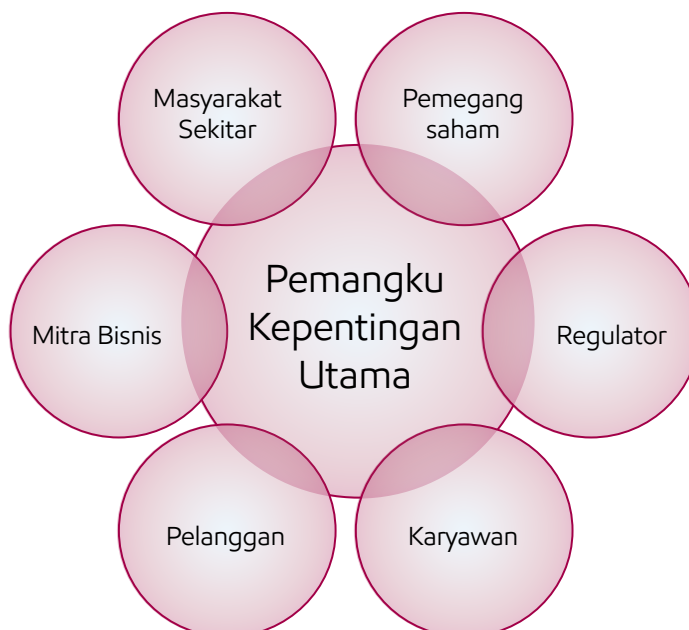 Masyarakat
Sekitar
Pemegang
saham
Pemangku
Kepentingan
Utama
Mitra Bisnis
Regulator
Pelanggan
Karyawan